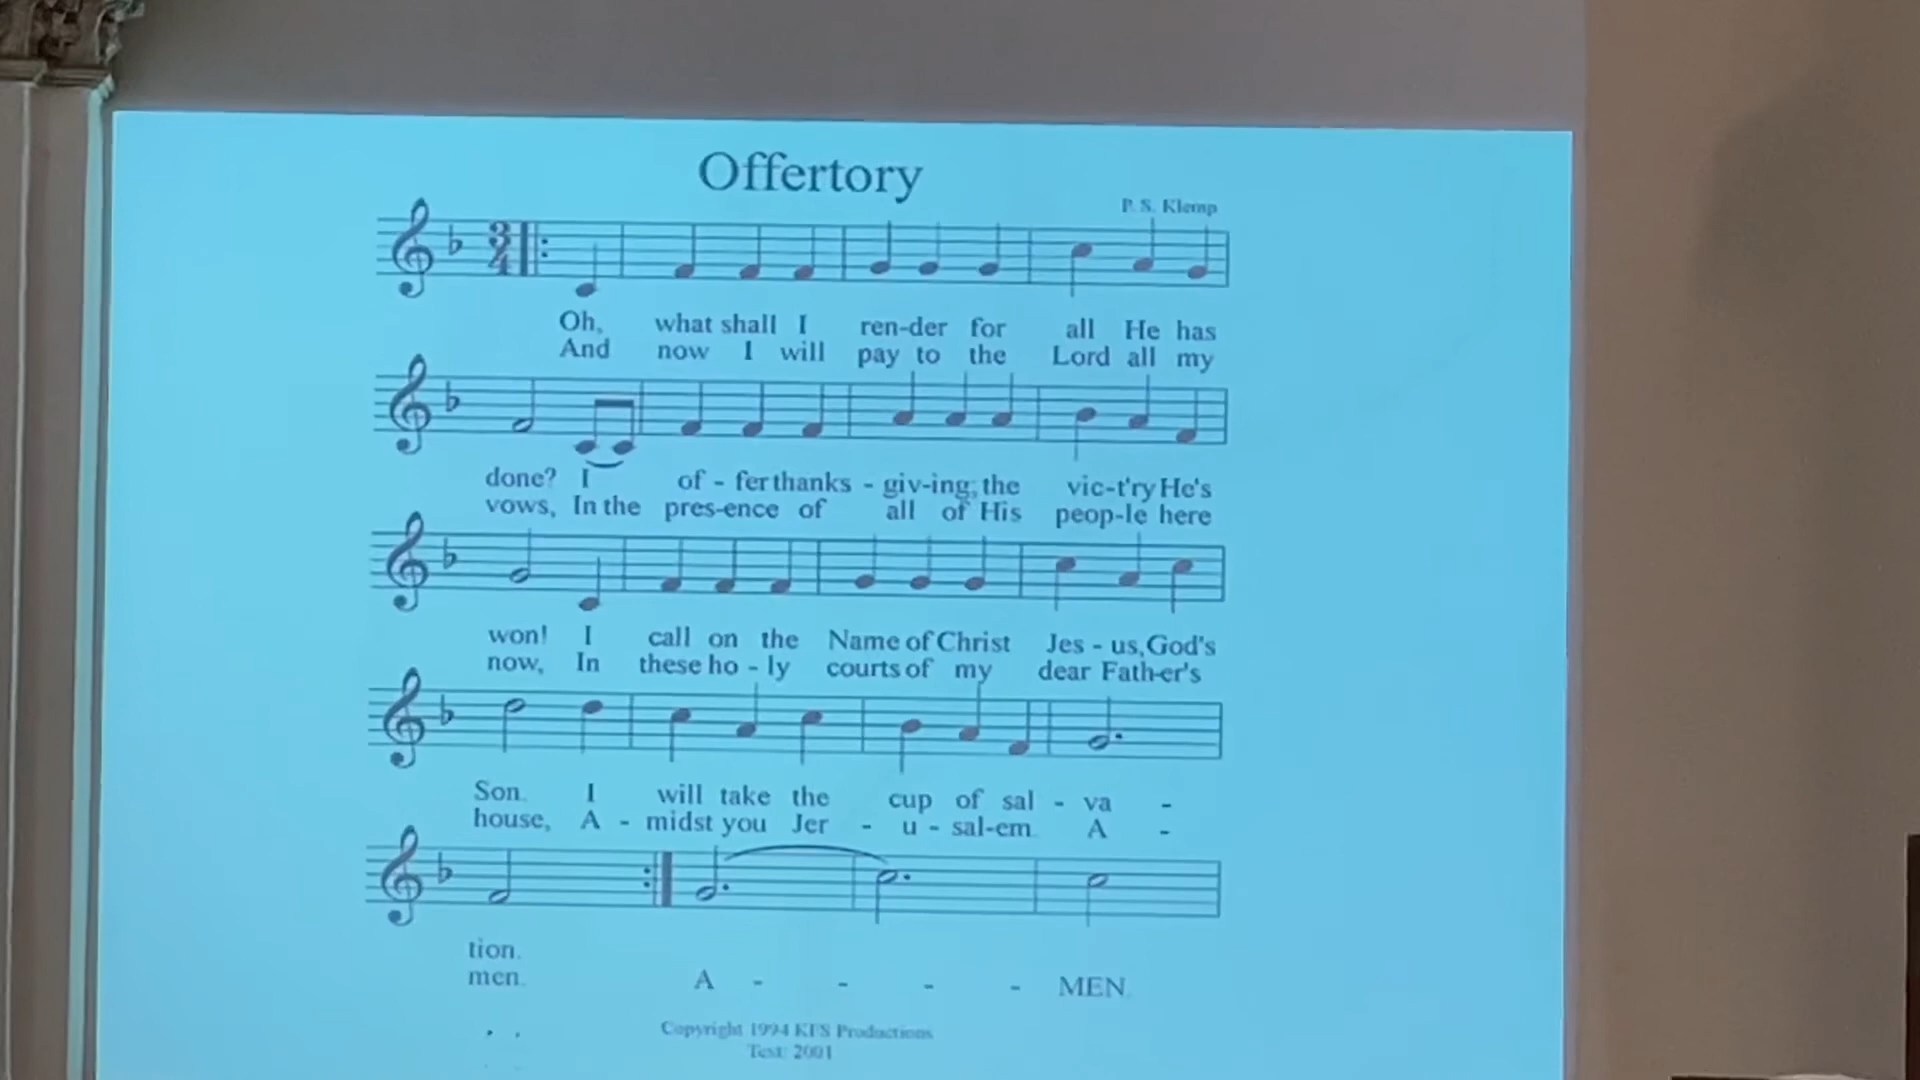 Offertory
P. S. Klemp
3
4
Oh, what shall I ren-der for all He has
And now I will pay to the Lord all my
done? I of - fer thanks - giv-ing; the vic-t'ry He's
vows, In the pres-ence of all of His peop-le here
won! I call on the Name of Christ Jes - us, God's
now, In these ho - ly courts of my dear Fath-er's
Son. I will take the cup of sal - va -
house, A - midst you Jer - u - sal-em. A -
tion.
men. A - - - - MEN.
Copyright 1994 KFS Productions
Text: 2001